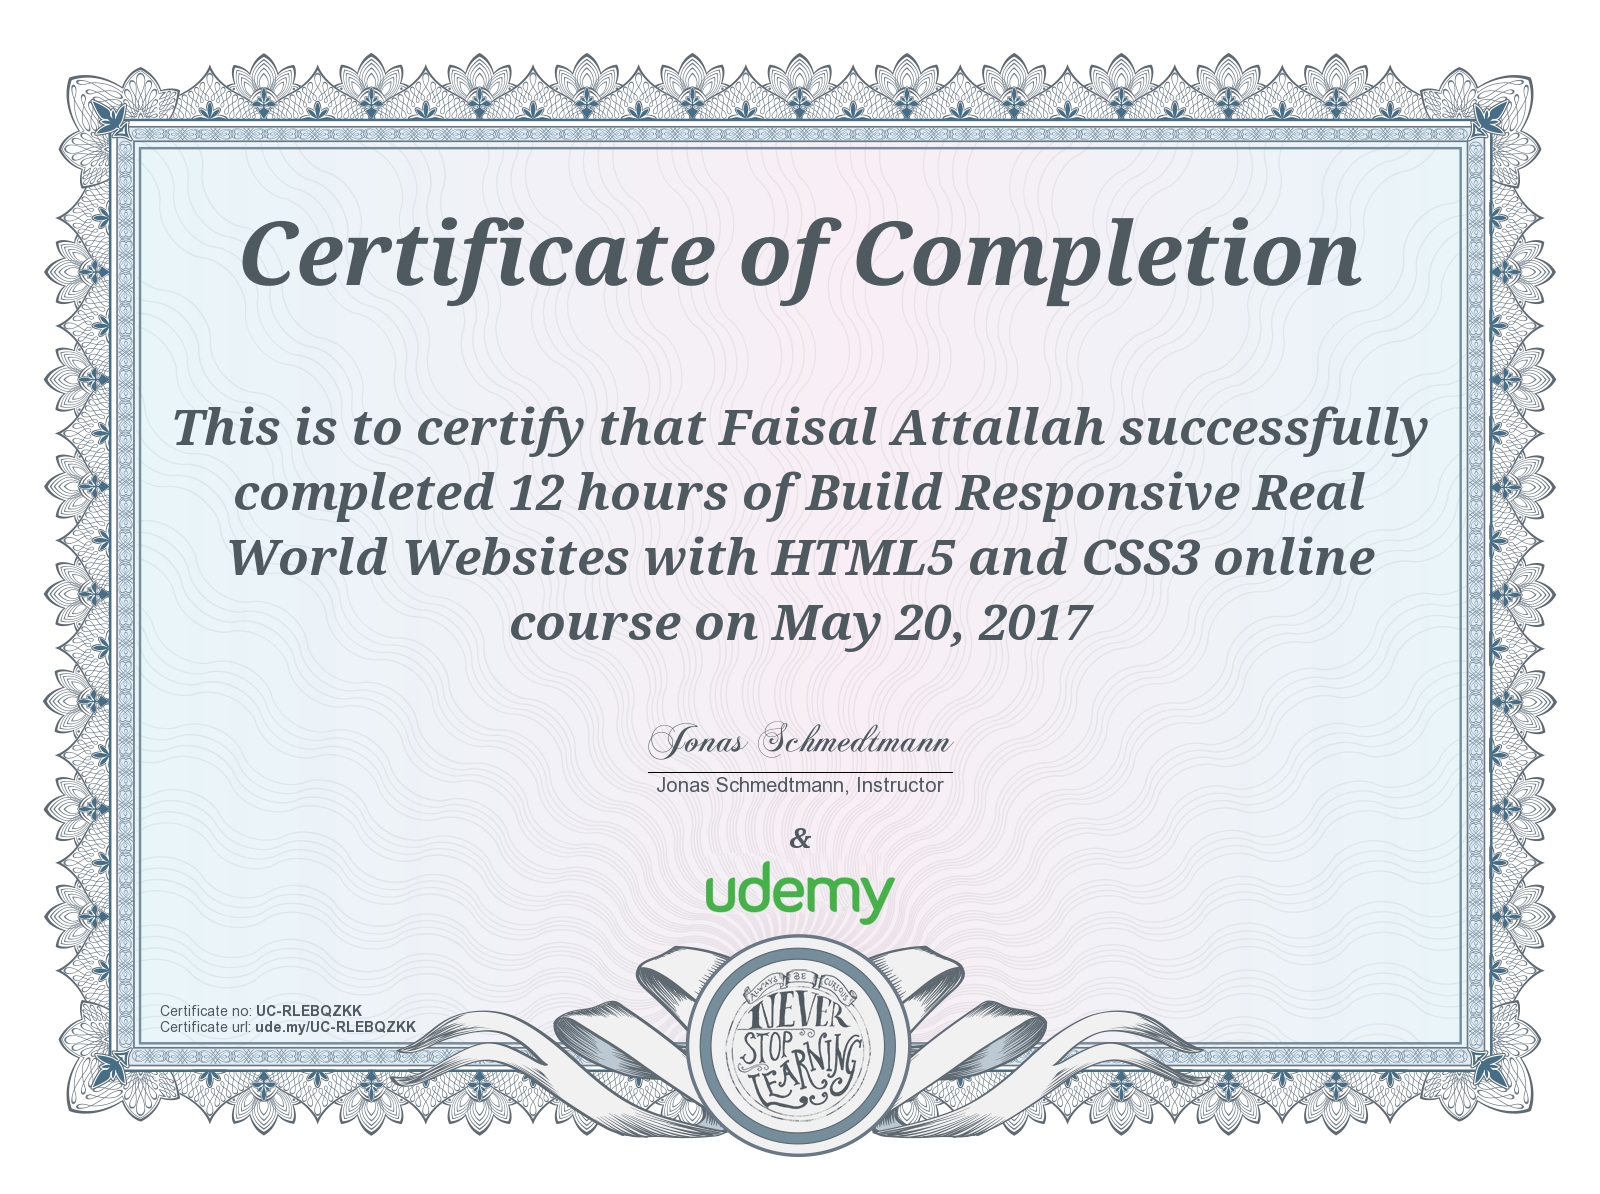 Certificate of Completion
This is to certify that Faisal Attallah successfully
completed 12 hours of Build Responsive Real
World Websites with HTML5 and CSS3 online
course on May 20, 2017
Jonas Schmedtmann
Jonas Schmedtmann, Instructor
&
udemy
Certificate no: UC-RLEBQZKK
Certificate url: ude.my/UC-RLEBQZKK
ALWAYS BE CURIOUS
NEVER
STOP
LEARNING